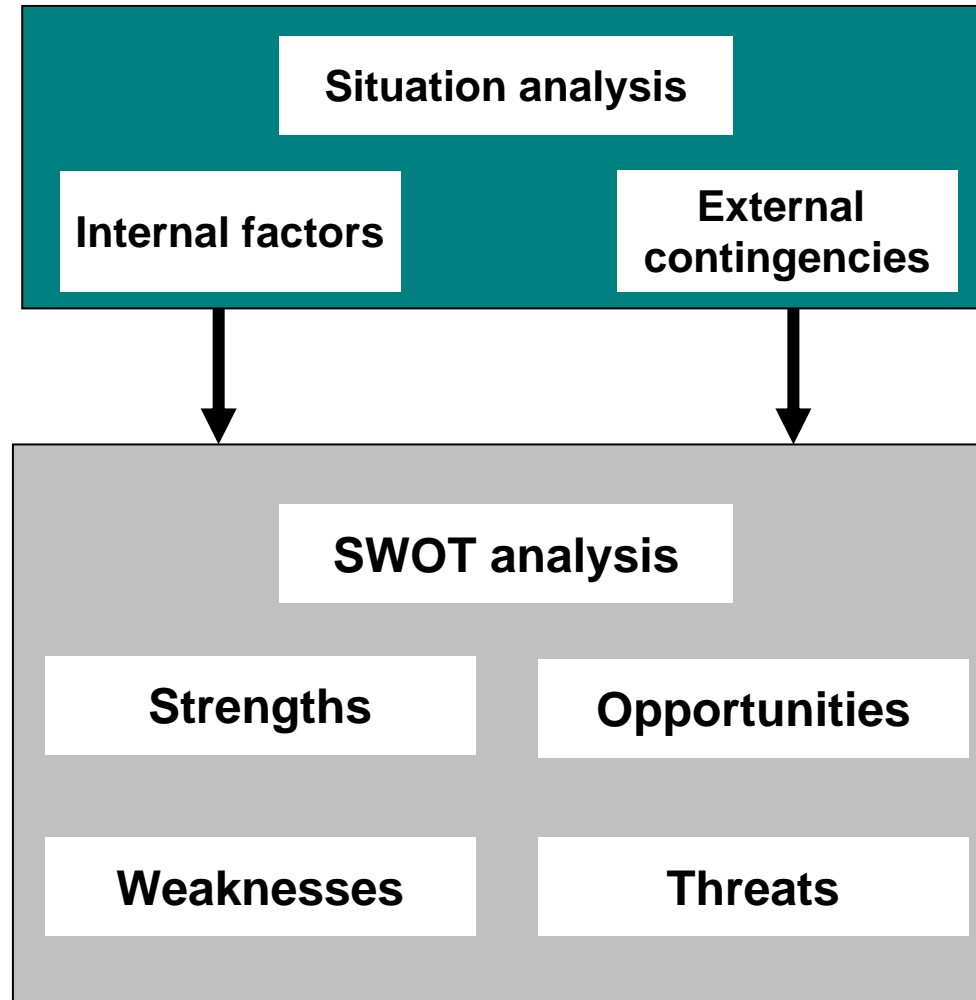 Situation analysis
Internal factors
External
contingencies
SWOT analysis
Strengths
Opportunities
Weaknesses
Threats